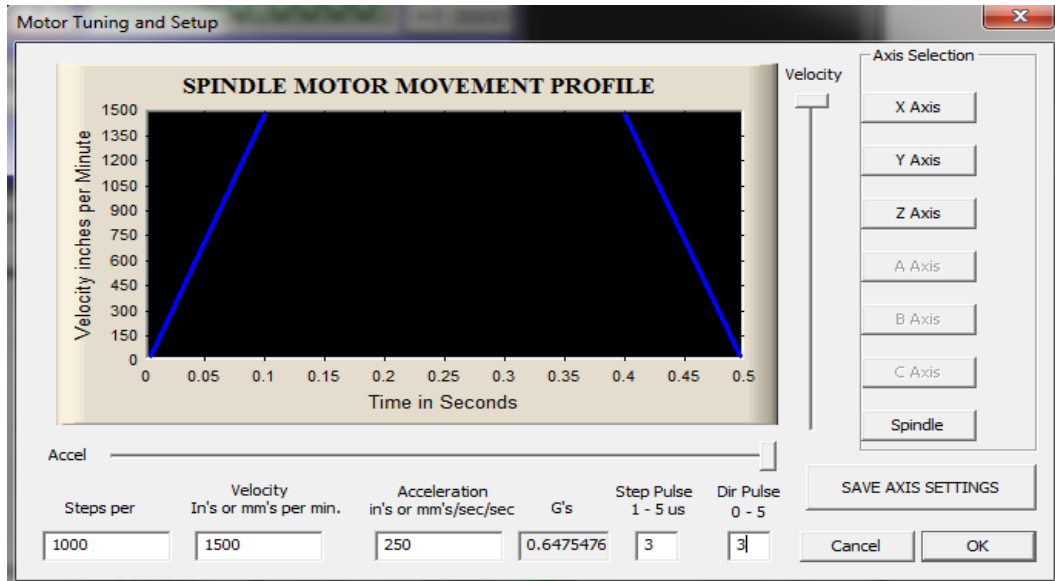 Motor Tuning and Setup
x
SPINDLE MOTOR MOVEMENT PROFILE
Velocity inches per Minute
1500
1350
1200
1050
900
750
600
450
300
150
0
0 0.05 0.1 0.15 0.2 0.25 0.3 0.35 0.4 0.45 0.5
Time in Seconds
Velocity
Axis Selection
X Axis
Y Axis
Z Axis
A Axis
B Axis
C Axis
Spindle
Accel
Steps per
1000
Velocity
In's or mm's per min.
1500
Acceleration
in's or mm's/sec/sec
250
G's
0.6475476
Step Pulse
1 - 5 us
3
Dir Pulse
0 - 5
3
SAVE AXIS SETTINGS
Cancel
OK